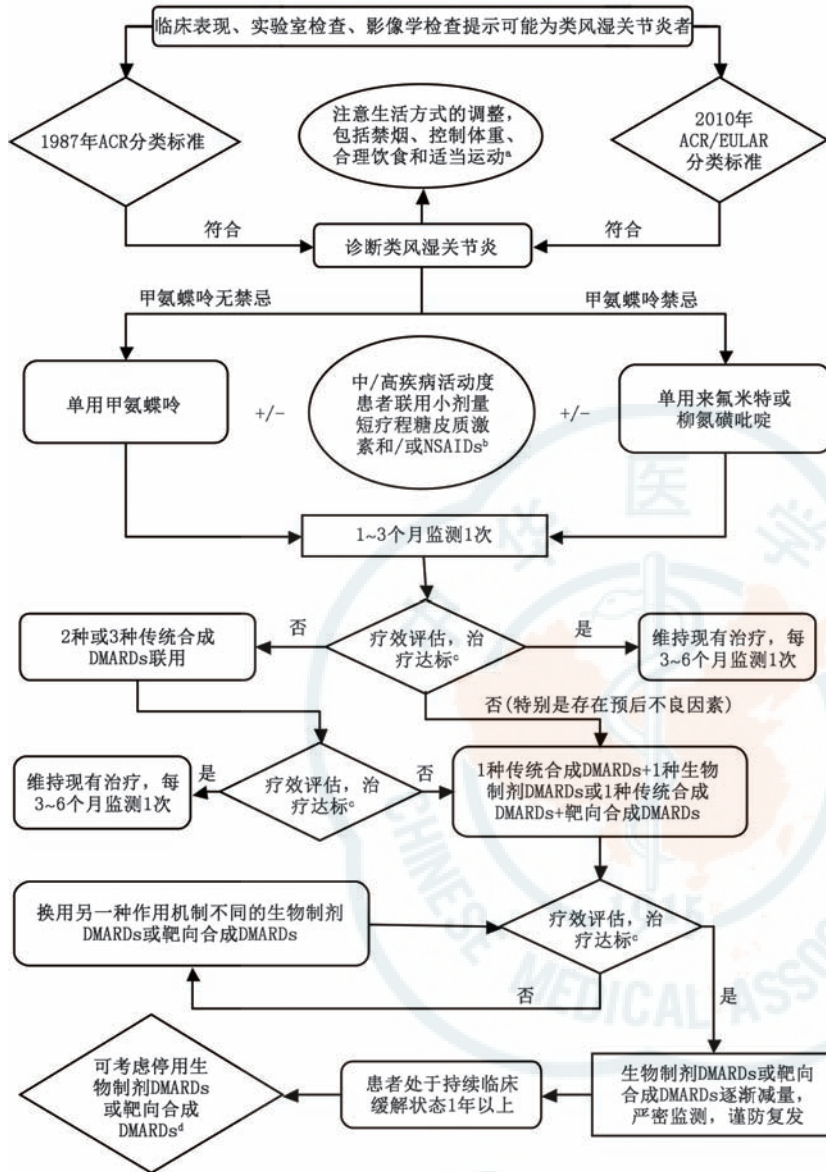 临床表现、实验室检查、影像学检查提示可能为类风湿关节炎者
1987年ACR分类标准
注意生活方式的调整,
包括禁烟、控制体重、
合理饮食和适当运动a
2010年
ACR/EULAR
分类标准
符合
诊断类风湿关节炎
符合
甲氨蝶呤无禁忌
甲氨蝶呤禁忌
单用甲氨蝶呤
+/-
中/高疾病活动度
患者联用小剂量
短疗程糖皮质激
素和/或NSAIDsb
+/-
单用来氟米特或
柳氮磺吡啶
1~3个月监测1次
2种或3种传统合成
DMARDs联用
否
疗效评估，治
疗达标c
是
维持现有治疗，每
3~6个月监测1次
否(特别是存在预后不良因素)
维持现有治疗，每
3~6个月监测1次
是
疗效评估，治
疗达标c
否
1种传统合成DMARDs+1种生物
制剂DMARDs或1种传统合成
DMARDs+靶向合成DMARDs
换用另一种作用机制不同的生物制剂
DMARDs或靶向合成DMARDs
疗效评估，治
疗达标c
否
是
可考虑停用生
物制剂DMARDs
或靶向合成
DMARDsd
患者处于持续临床
缓解状态1年以上
生物制剂DMARDs或靶向
合成DMARDs逐渐减量，
严密监测，谨防复发
华医学
CHINESE MEDICAL ASSOC